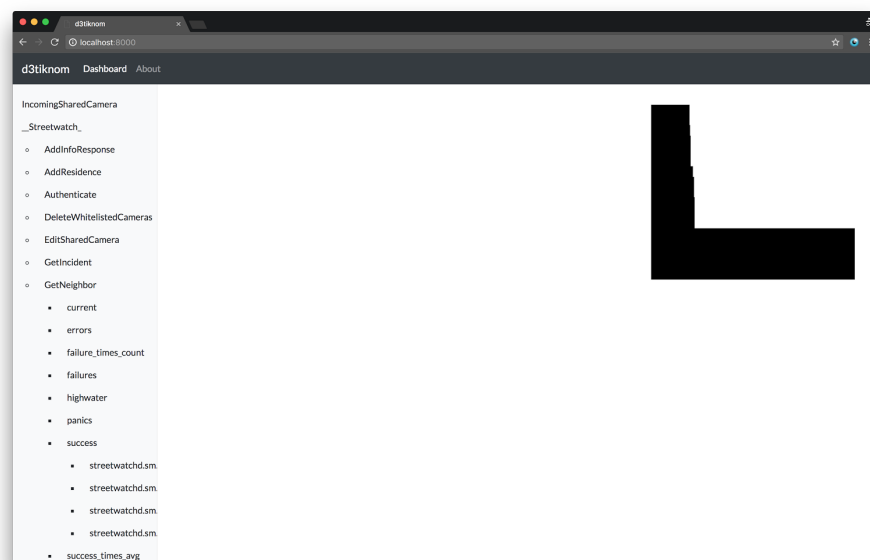 d3tiknom
localhost:8000
d3tiknom Dashboard About
IncomingSharedCamera
__Streetwatch_
AddInfoResponse
AddResidence
Authenticate
DeleteWhitelistedCameras
EditSharedCamera
GetIncident
GetNeighbor
current
errors
failure_times_count
failures
highwater
panics
success
streetwatchd.sm.
streetwatchd.sm.
streetwatchd.sm.
streetwatchd.sm.
success_times_avg